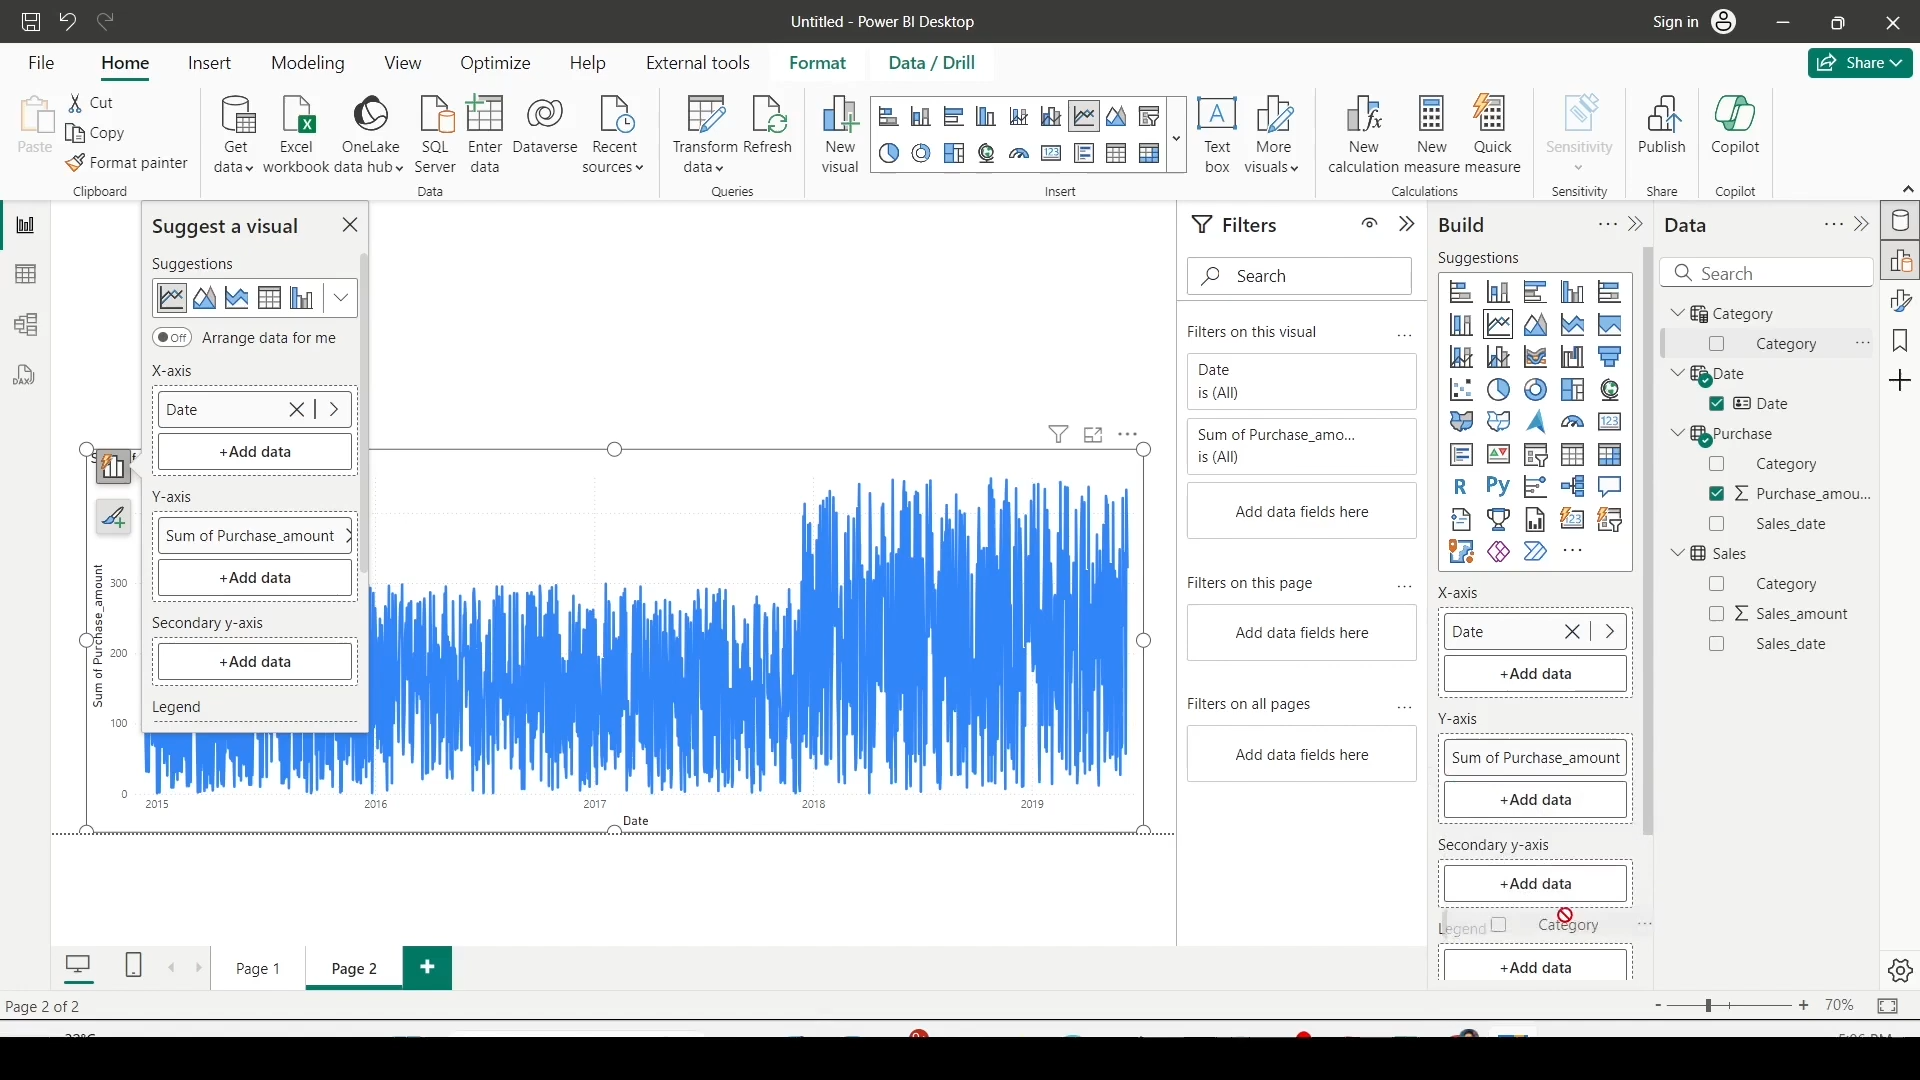 Untitled - Power BI Desktop
Sign in
File
Home
Insert
Modeling
View
Optimize
Help
External tools
Format
Data / Drill
Share
Paste
Cut
Copy
Format painter
Clipboard
Get data
Excel workbook
OneLake data hub
SQL Server
Enter data
Dataverse
Recent sources
Data
Transform data
Refresh
Queries
New visual
Insert
Text box
More visuals
New calculation
New measure
Quick measure
Calculations
Sensitivity
Sensitivity
Publish
Share
Copilot
Copilot
Suggest a visual
Suggestions
Off
Arrange data for me
X-axis
Date
+Add data
Y-axis
Sum of Purchase_amount
+Add data
Secondary y-axis
+Add data
Legend
Sum of Purchase_amount
300
200
100
0
2015
2016
2017
2018
2019
Date
Filters
Search
Filters on this visual
Date
is (All)
Sum of Purchase_amo...
is (All)
Add data fields here
Filters on this page
Add data fields here
Filters on all pages
Add data fields here
Build
Suggestions
R
Py
123
X-axis
Date
+Add data
Y-axis
Sum of Purchase_amount
+Add data
Secondary y-axis
+Add data
Legend
Category
+Add data
Data
Search
Category
Category
Date
Date
Purchase
Category
Purchase_amou...
Sales_date
Sales
Category
Sales_amount
Sales_date
Page 1
Page 2
Page 2 of 2
70%